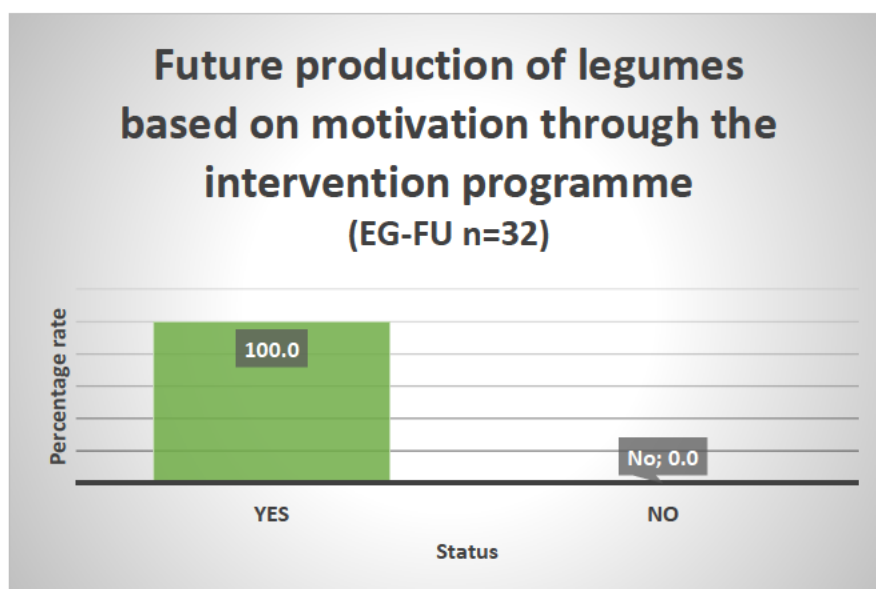 Future production of legumes
based on motivation through the
intervention programme
(EG-FU n=32)
Percentage rate
100.0
No; 0.0
YES
NO
Status